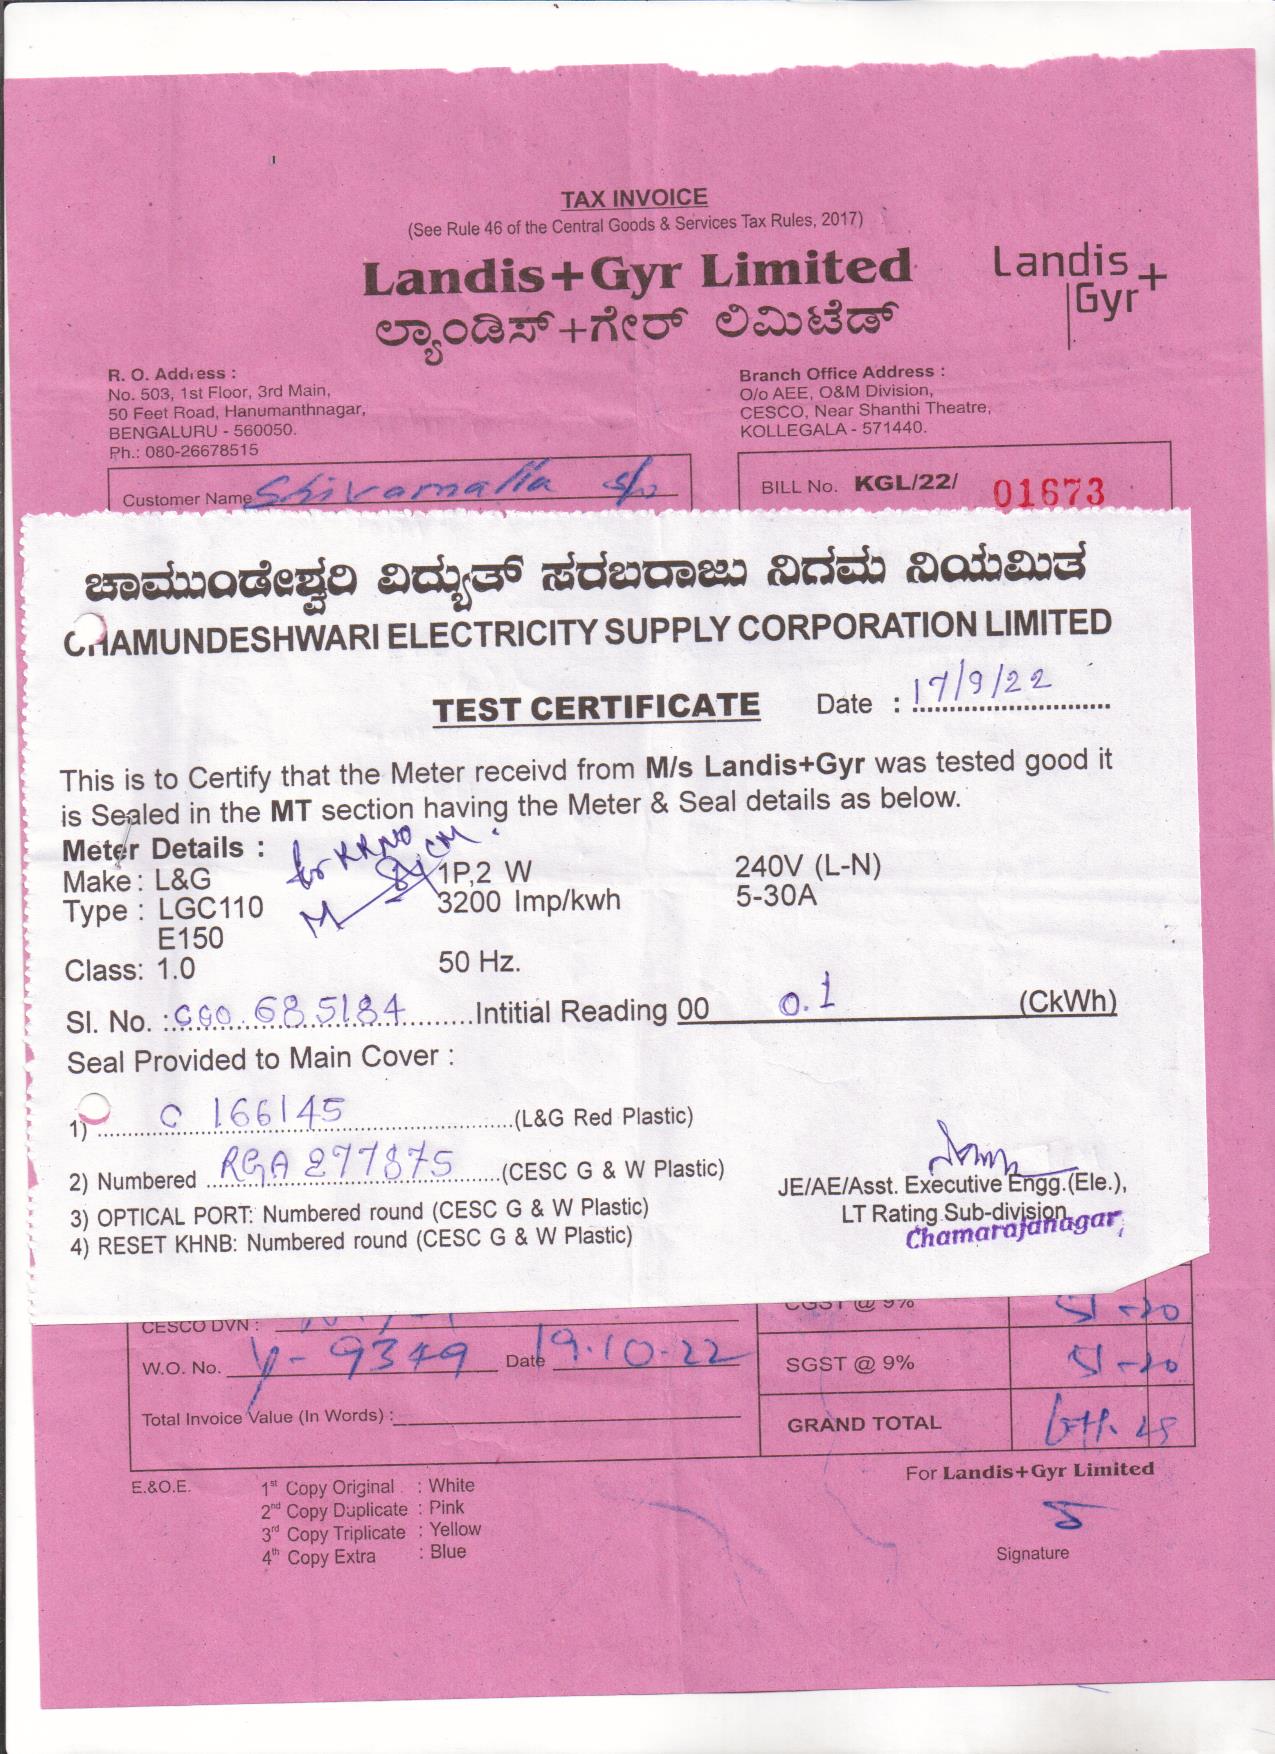 TAX INVOICE
(See Rule 46 of the Central Goods & Services Tax Rules, 2017)
Landis+Gyr Limited
ಲ್ಯಾಂಡಿಸ್+ಗೇರ್ ಲಿಮಿಟೆಡ್
Landis
Gyr+
R. O. Address :
No. 503, 1st Floor, 3rd Main,
50 Feet Road, Hanumanthnagar,
BENGALURU - 560050.
Ph.: 080-26678515
Branch Office Address :
O/o AEE, O&M Division,
CESCO, Near Shanthi Theatre,
KOLLEGALA - 571440.
Customer Name Shivamalla S/o
BILL No. KGL/22/ 01673
ಚಾಮುಂಡೇಶ್ವರಿ ವಿದ್ಯುತ್ ಸರಬರಾಜು ನಿಗಮ ನಿಯಮಿತ
CHAMUNDESHWARI ELECTRICITY SUPPLY CORPORATION LIMITED
TEST CERTIFICATE Date : 17/9/22
This is to Certify that the Meter receivd from M/s Landis+Gyr was tested good it
is Sealed in the MT section having the Meter & Seal details as below.
Meter Details :
Make : L&G 1P,2 W 240V (L-N)
Type : LGC110 3200 Imp/kwh 5-30A
E150
Class: 1.0 50 Hz.
Sl. No. : CGO 685184 Intitial Reading 00 0.1 (CkWh)
Seal Provided to Main Cover :
1) C 166145 (L&G Red Plastic)
2) Numbered RGA 277875 (CESC G & W Plastic)
3) OPTICAL PORT: Numbered round (CESC G & W Plastic)
4) RESET KHNB: Numbered round (CESC G & W Plastic)
JE/AE/Asst. Executive Engg.(Ele.),
LT Rating Sub-division
Chamarajanagar
CESCO DVN :
CGST @ 9% 51-20
W.O. No. y-9349 Date 19.10.22
SGST @ 9% 51-20
Total Invoice Value (In Words) :
GRAND TOTAL
E.&O.E.
1st Copy Original : White
2nd Copy Duplicate : Pink
3rd Copy Triplicate : Yellow
4th Copy Extra : Blue
For Landis+Gyr Limited
Signature